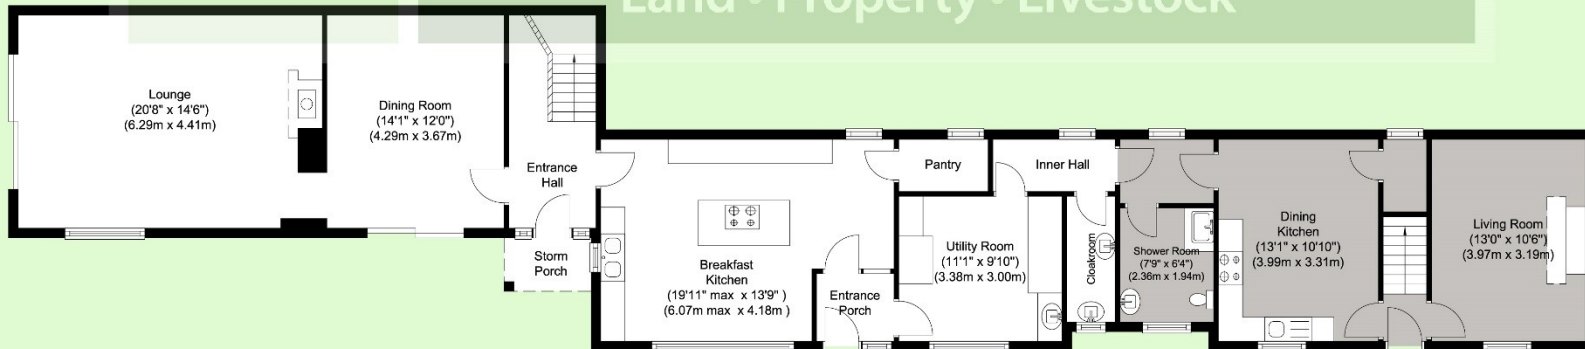 Land • Property • Livestock
Lounge
(20'8" x 14'6")
(6.29m x 4.41m)
Dining Room
(14'1" x 12'0")
(4.29m x 3.67m)
Entrance
Hall
Storm
Porch
Breakfast
Kitchen
(19'11" max x 13'9" )
(6.07m max x 4.18m )
Pantry
Inner Hall
Entrance
Porch
Utility Room
(11'1" x 9'10")
(3.38m x 3.00m)
Cloakroom
Shower Room
(7'9" x 6'4")
(2.36m x 1.94m)
Dining
Kitchen
(13'1" x 10'10")
(3.99m x 3.31m)
Living Room
(13'0" x 10'6")
(3.97m x 3.19m)